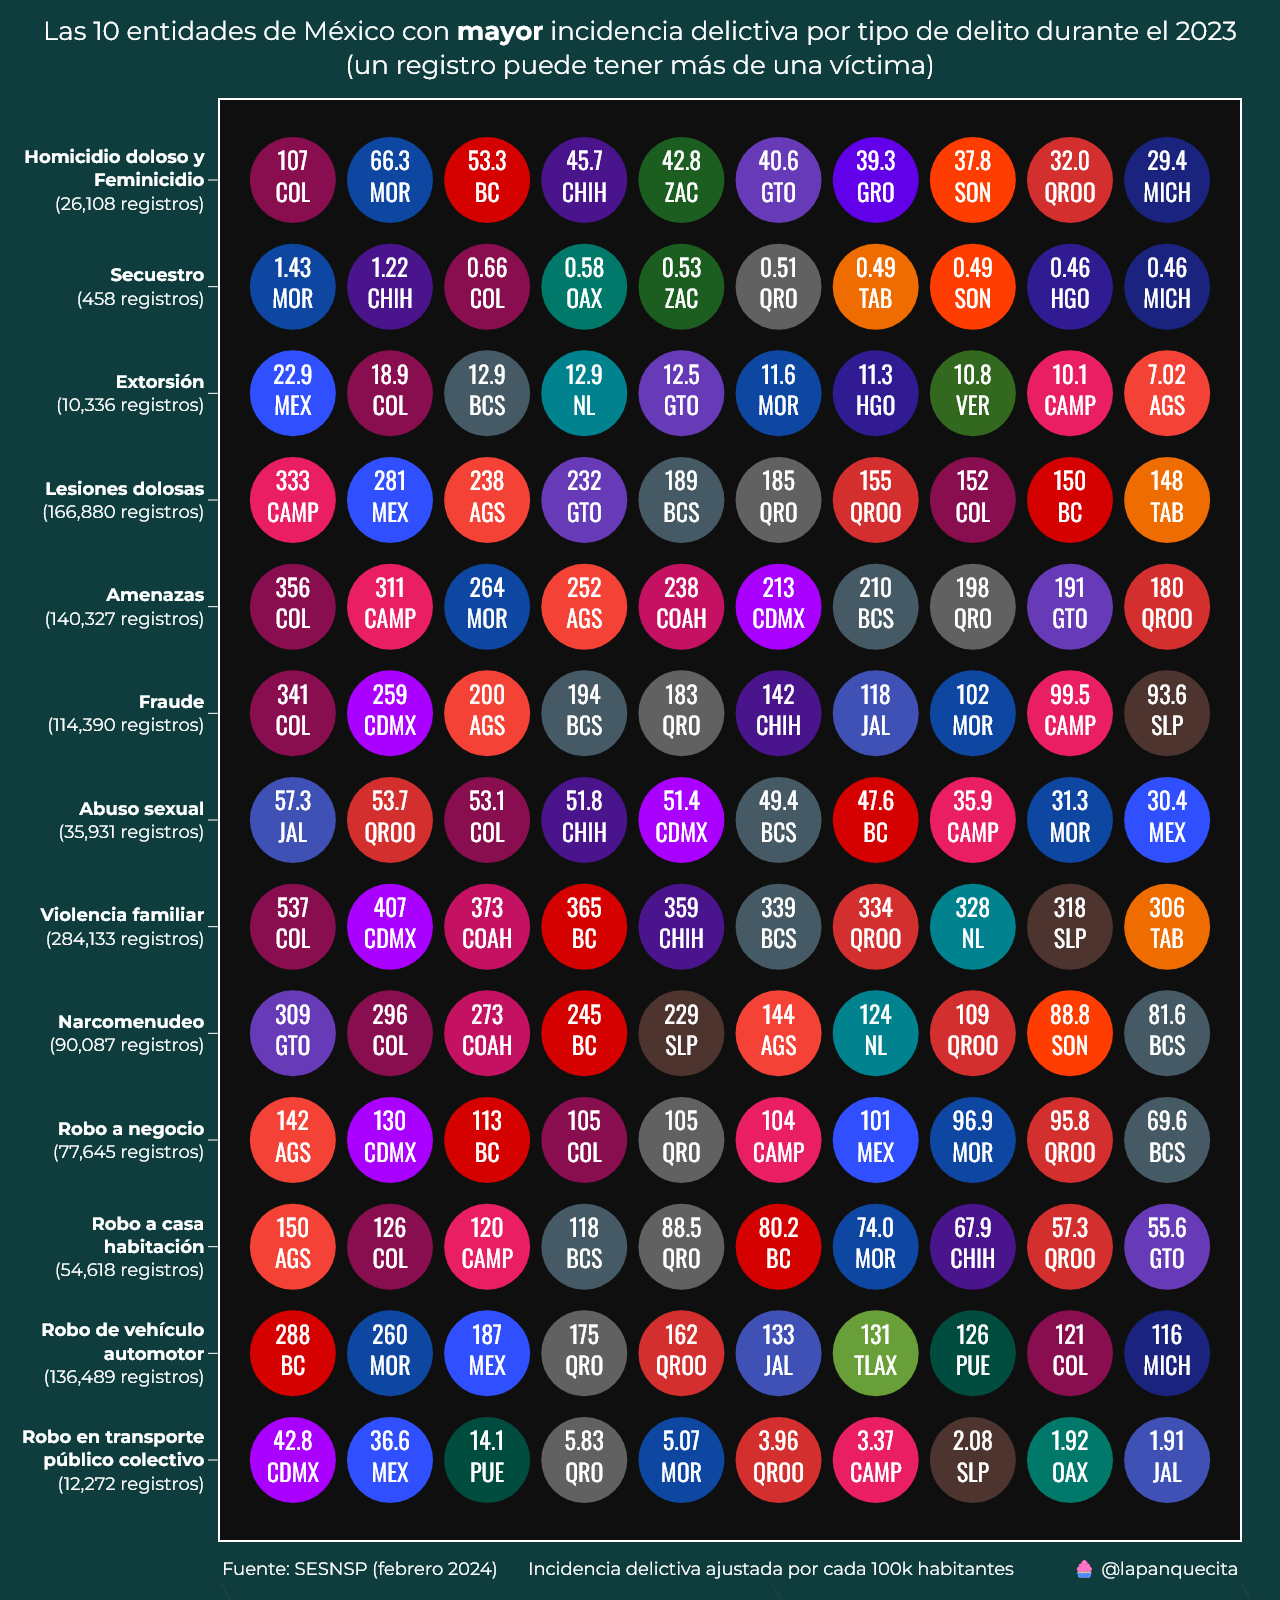 Las 10 entidades de México con mayor incidencia delictiva por tipo de delito durante el 2023
(un registro puede tener más de una víctima)
Homicidio doloso y
Feminicidio
(26,108 registros)
107 66.3 53.3 45.7 42.8 40.6 39.3 37.8 32.0 29.4
COL MOR BC CHIH ZAC GTO GRO SON QROO MICH
Secuestro
(458 registros)
1.43 1.22 0.66 0.58 0.53 0.51 0.49 0.49 0.46 0.46
MOR CHIH COL OAX ZAC QRO TAB SON HGO MICH
Extorsión
(10,336 registros)
22.9 18.9 12.9 12.9 12.5 11.6 11.3 10.8 10.1 7.02
MEX COL BCS NL GTO MOR HGO VER CAMP AGS
Lesiones dolosas
(166,880 registros)
333 281 238 232 189 185 155 152 150 148
CAMP MEX AGS GTO BCS QRO QROO COL BC TAB
Amenazas
(140,327 registros)
356 311 264 252 238 213 210 198 191 180
COL CAMP MOR AGS COAH CDMX BCS QRO GTO QROO
Fraude
(114,390 registros)
341 259 200 194 183 142 118 102 99.5 93.6
COL CDMX AGS BCS QRO CHIH JAL MOR CAMP SLP
Abuso sexual
(35,931 registros)
57.3 53.7 53.1 51.8 51.4 49.4 47.6 35.9 31.3 30.4
JAL QROO COL CHIH CDMX BCS BC CAMP MOR MEX
Violencia familiar
(284,133 registros)
537 407 373 365 359 339 334 328 318 306
COL CDMX COAH BC CHIH BCS QROO NL SLP TAB
Narcomenudeo
(90,087 registros)
309 296 273 245 229 144 124 109 88.8 81.6
GTO COL COAH BC SLP AGS NL QROO SON BCS
Robo a negocio
(77,645 registros)
142 130 113 105 105 104 101 96.9 95.8 69.6
AGS CDMX BC COL QRO CAMP MEX MOR QROO BCS
Robo a casa
habitación
(54,618 registros)
150 126 120 118 88.5 80.2 74.0 67.9 57.3 55.6
AGS COL CAMP BCS QRO BC MOR CHIH QROO GTO
Robo de vehículo
automotor
(136,489 registros)
288 260 187 175 162 133 131 126 121 116
BC MOR MEX QRO QROO JAL TLAX PUE COL MICH
Robo en transporte
público colectivo
(12,272 registros)
42.8 36.6 14.1 5.83 5.07 3.96 3.37 2.08 1.92 1.91
CDMX MEX PUE QRO MOR QROO CAMP SLP OAX JAL
Fuente: SESNSP (febrero 2024) Incidencia delictiva ajustada por cada 100k habitantes 🧁 @lapanquecita